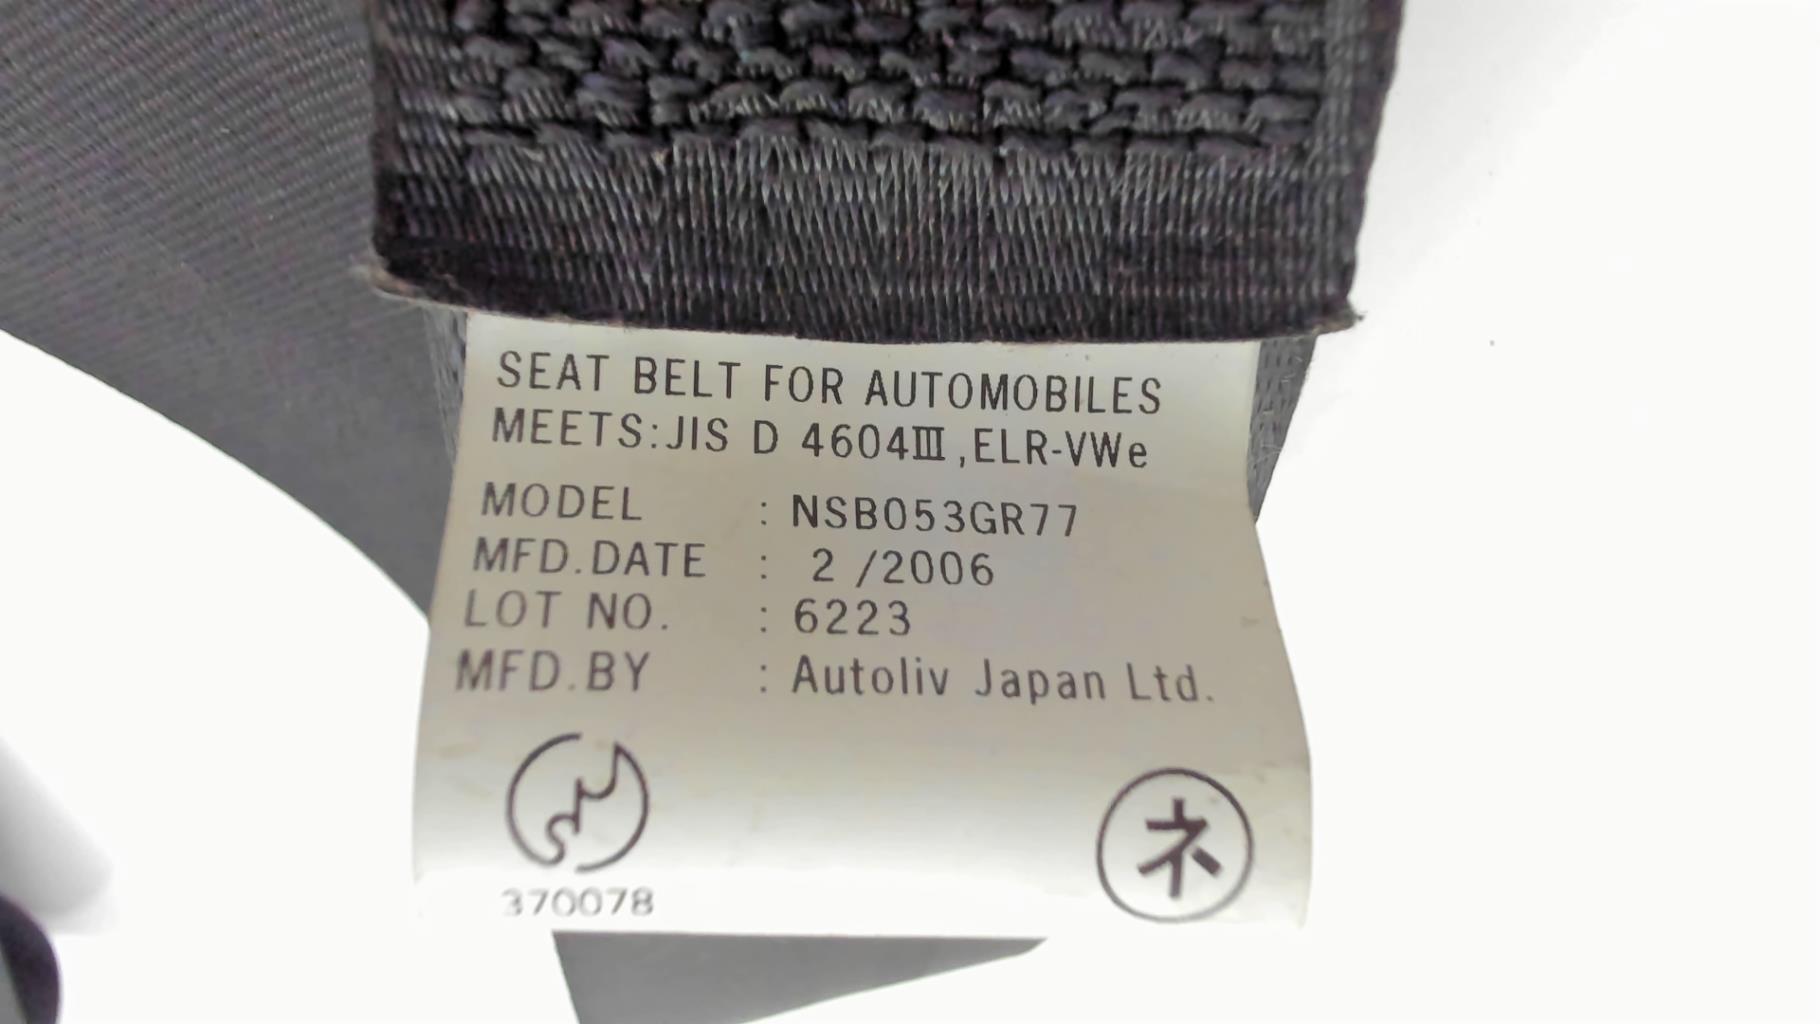 SEAT BELT FOR AUTOMOBILES
MEETS:JIS D 4604Ⅲ,ELR-VWe
MODEL : NSB053GR77
MFD.DATE : 2 /2006
LOT NO. : 6223
MFD.BY : Autoliv Japan Ltd.
370078
ネ